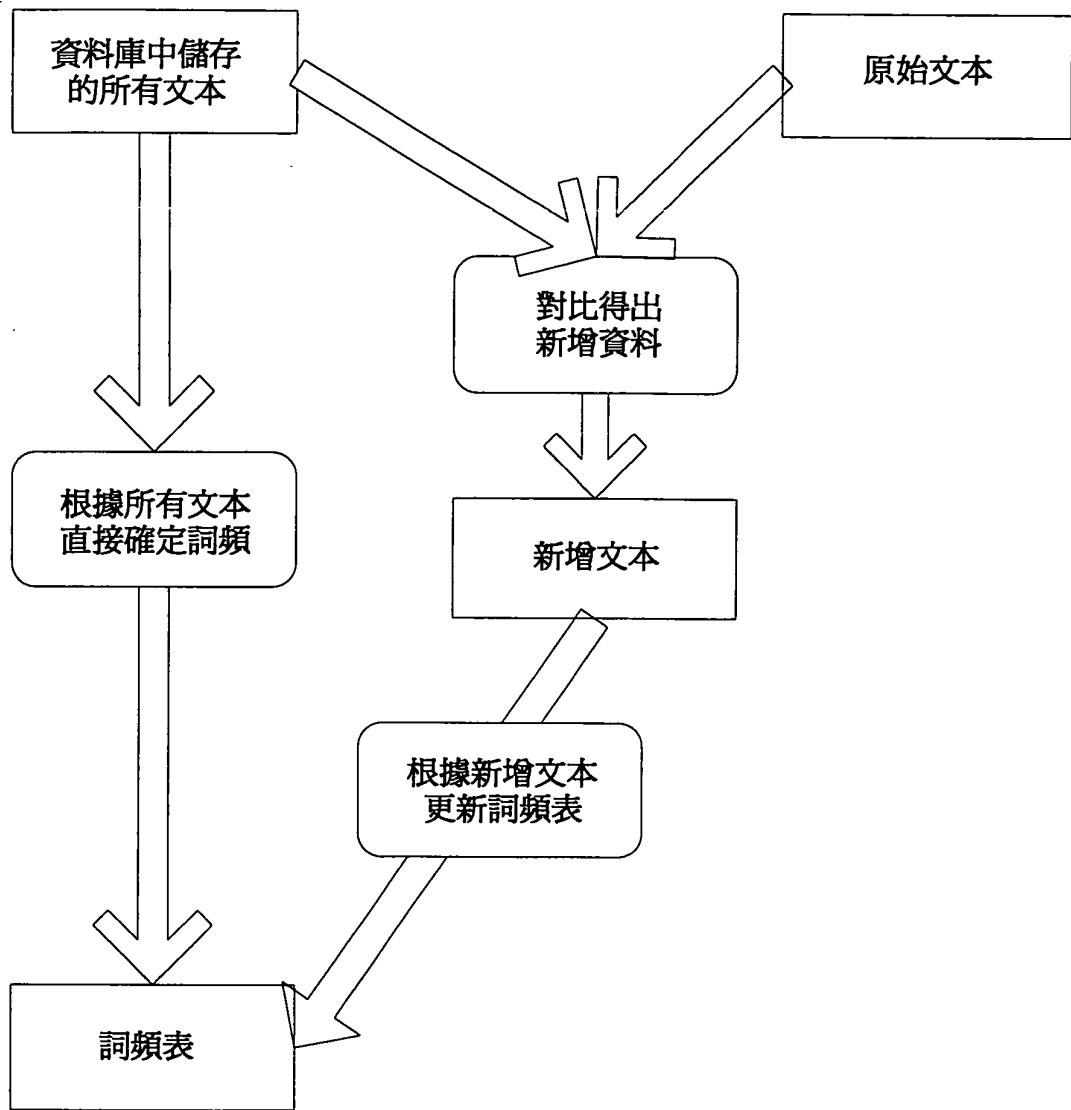 資料庫中儲存
的所有文本
原始文本
對比得出
新增資料
根據所有文本
直接確定詞頻
新增文本
根據新增文本
更新詞頻表
詞頻表